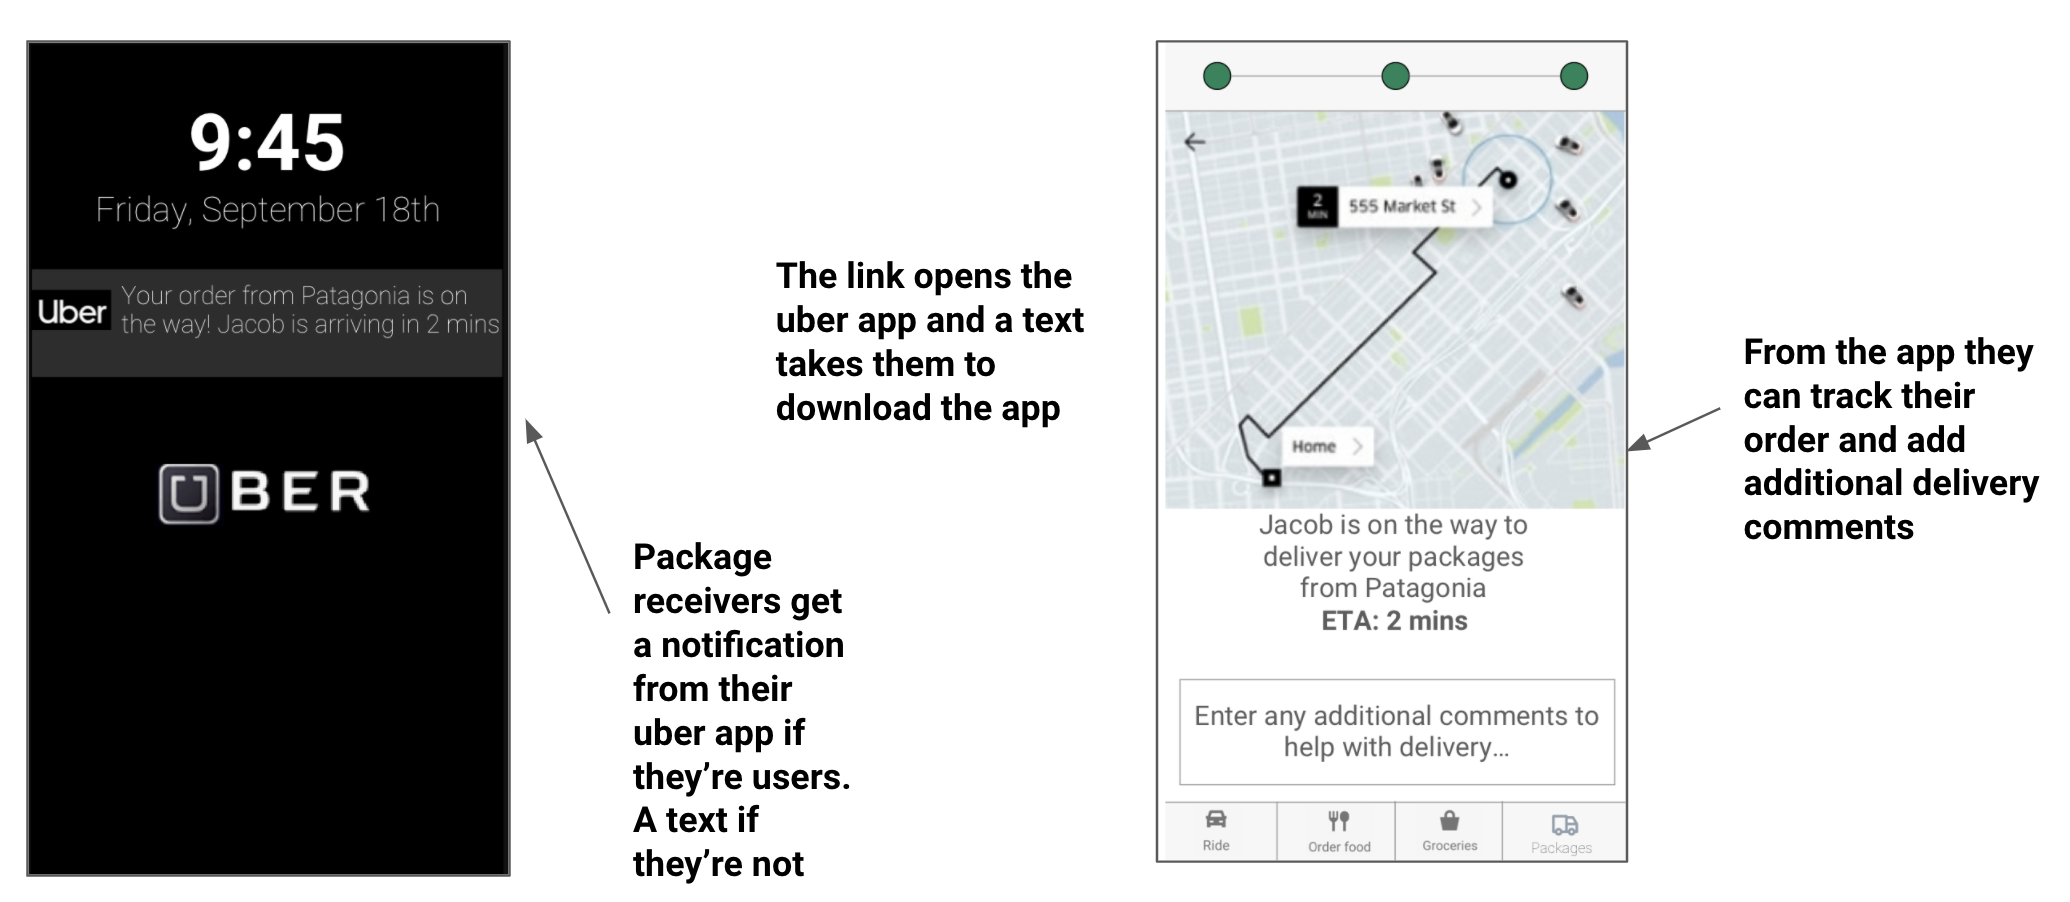 9:45
Friday, September 18th
Uber
Your order from Patagonia is on
the way! Jacob is arriving in 2 mins
UBER
Package
receivers get
a notification
from their
uber app if
they’re users.
A text if
they’re not
The link opens the
uber app and a text
takes them to
download the app
2
MIN
555 Market St
Home
Jacob is on the way to
deliver your packages
from Patagonia
ETA: 2 mins
Enter any additional comments to
help with delivery...
Ride
Order food
Groceries
Packages
From the app they
can track their
order and add
additional delivery
comments